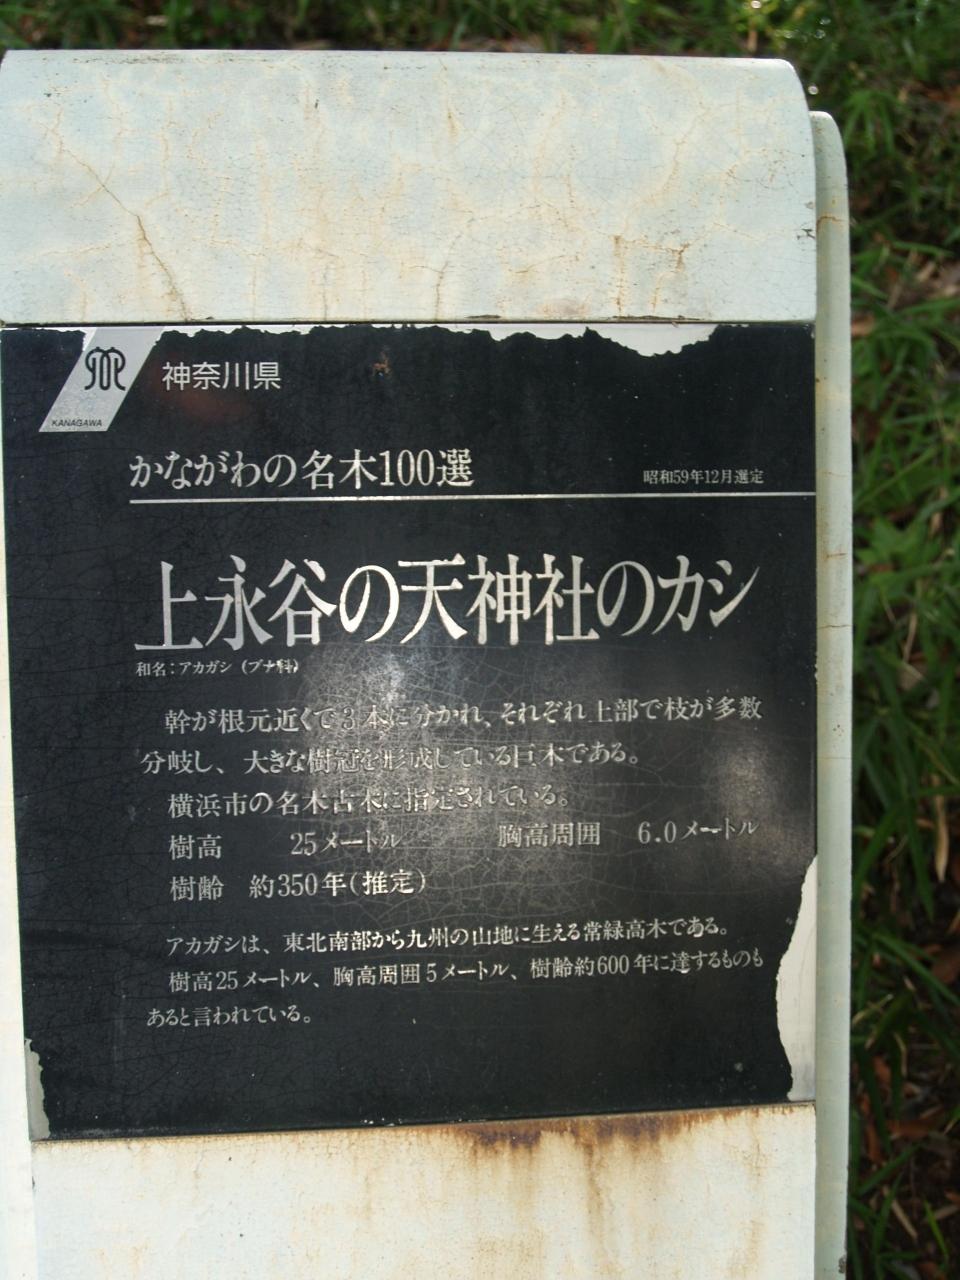 KANAGAWA
神奈川県
かながわの名木100選
昭和59年12月選定
上永谷の天神社のカシ
和名：アカガシ（ブナ科）
幹が根元近くで3本に分かれ、それぞれ上部で枝が多数
分岐し、大きな樹冠を形成している巨木である。
横浜市の名木古木に指定されている。
樹高 25メートル 胸高周囲 6.0メートル
樹齢 約350年（推定）
アカガシは、東北南部から九州の山地に生える常緑高木である。
樹高25メートル、胸高周囲5メートル、樹齢約600年に達するものも
あると言われている。